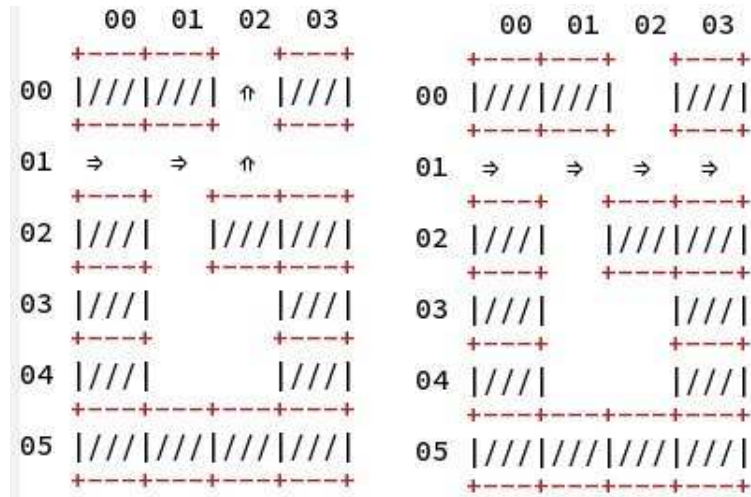 00 01 02 03
+---+---+   +---+
00 |///|///| ⇑ |///|
+---+---+   +---+
01 ⇒ ⇒ ⇑
+---+   +---+---+
02 |///|   |///|///|
+---+   +---+---+
03 |///|       |///|
+---+       +---+
04 |///|       |///|
+---+---+---+---+
05 |///|///|///|///|
+---+---+---+---+
00 01 02 03
+---+---+   +---+
00 |///|///|   |///|
+---+---+   +---+
01 ⇒ ⇒ ⇒ ⇒
+---+   +---+---+
02 |///|   |///|///|
+---+   +---+---+
03 |///|       |///|
+---+       +---+
04 |///|       |///|
+---+---+---+---+
05 |///|///|///|///|
+---+---+---+---+